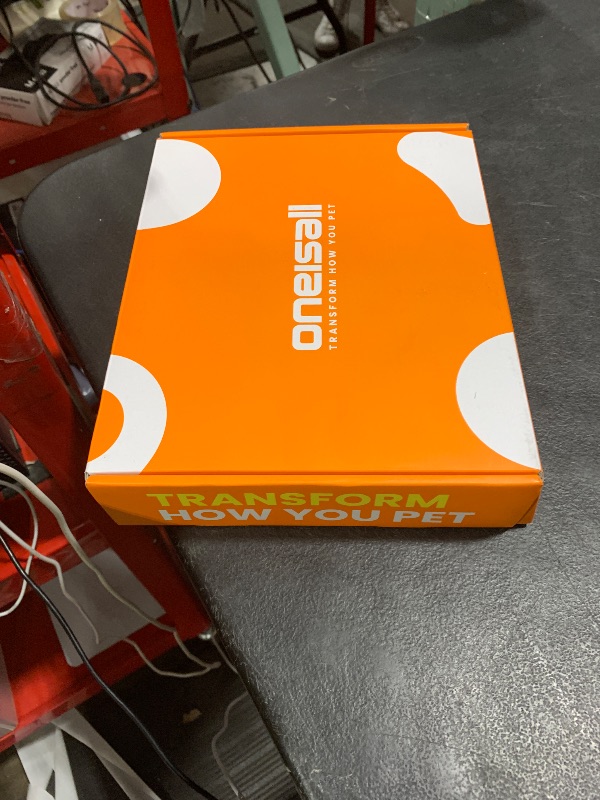 oneisall
TRANSFORM HOW YOU PET
TRANSFORM
HOW YOU PET